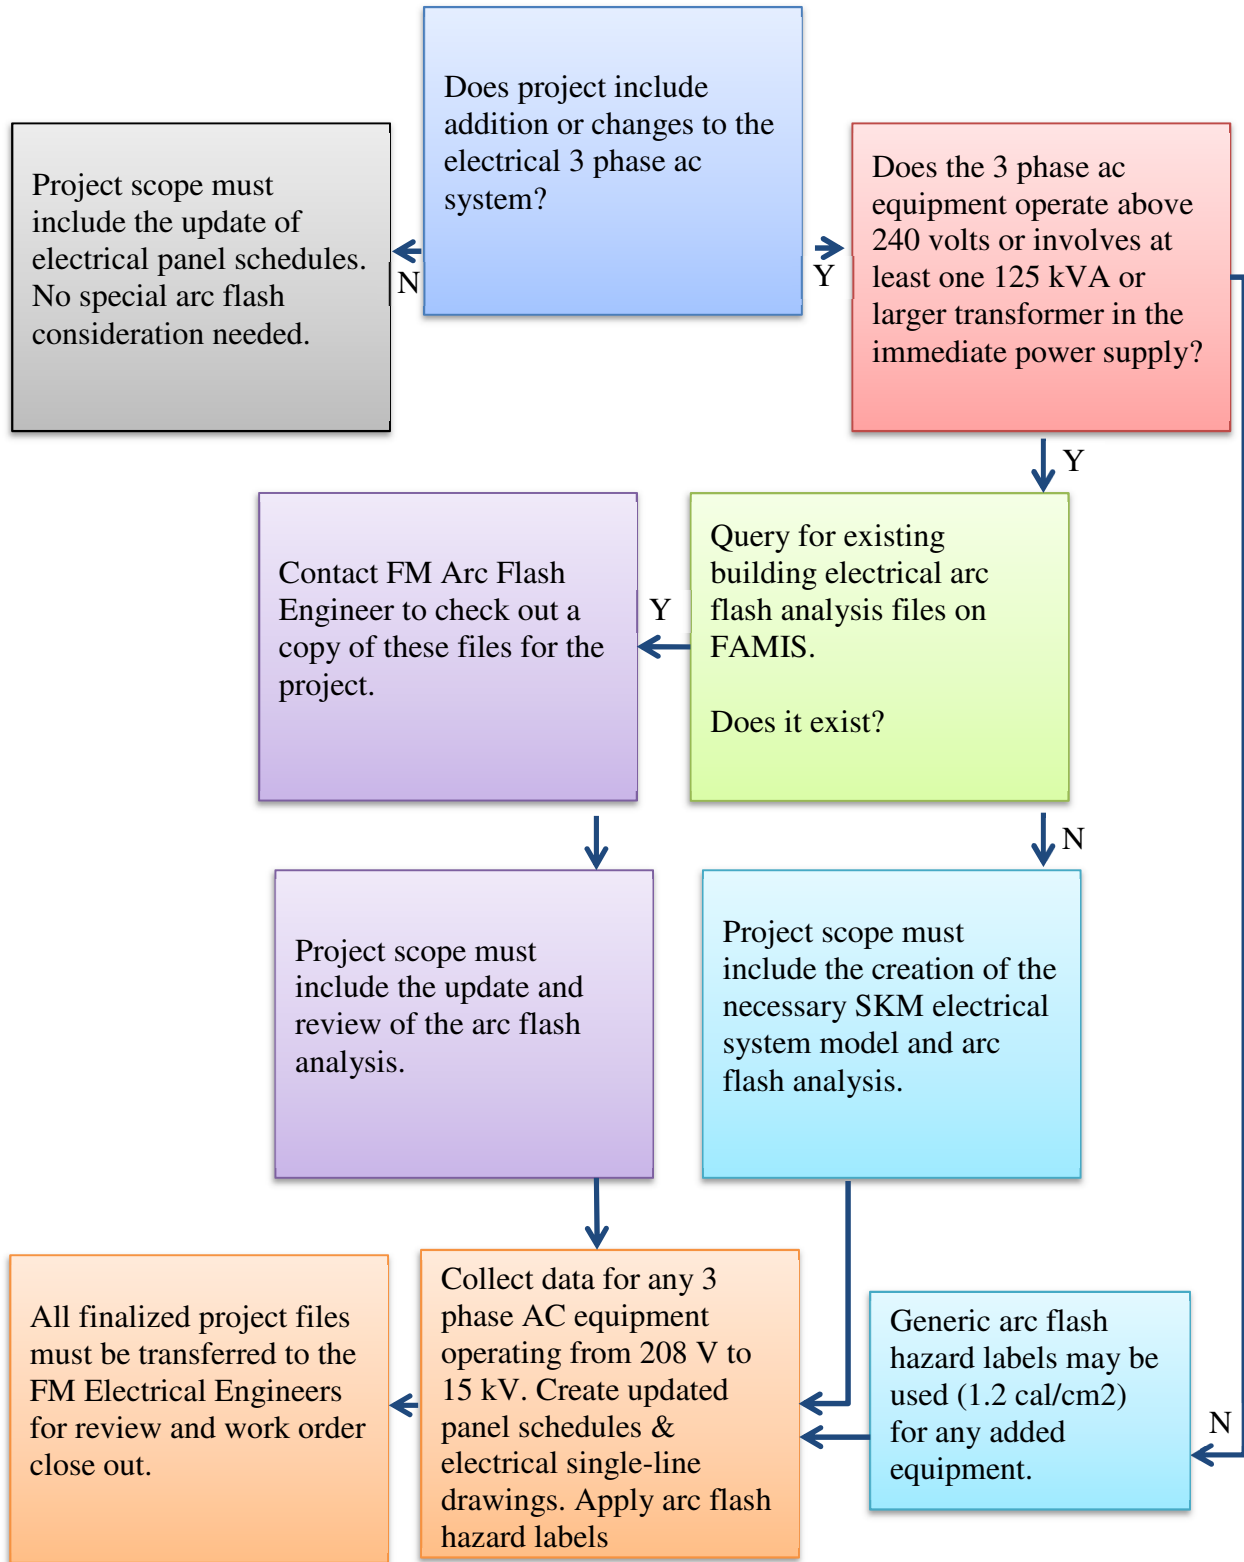 Does project include
addition or changes to the
electrical 3 phase ac
system?
Project scope must
include the update of
electrical panel schedules.
No special arc flash
consideration needed.
N
Y
Does the 3 phase ac
equipment operate above
240 volts or involves at
least one 125 kVA or
larger transformer in the
immediate power supply?
Y
Query for existing
building electrical arc
flash analysis files on
FAMIS.
Does it exist?
Y
Contact FM Arc Flash
Engineer to check out a
copy of these files for the
project.
N
Project scope must
include the update and
review of the arc flash
analysis.
Project scope must
include the creation of the
necessary SKM electrical
system model and arc
flash analysis.
All finalized project files
must be transferred to the
FM Electrical Engineers
for review and work order
close out.
Collect data for any 3
phase AC equipment
operating from 208 V to
15 kV. Create updated
panel schedules &
electrical single-line
drawings. Apply arc flash
hazard labels
Generic arc flash
hazard labels may be
used (1.2 cal/cm2)
for any added
equipment.
N